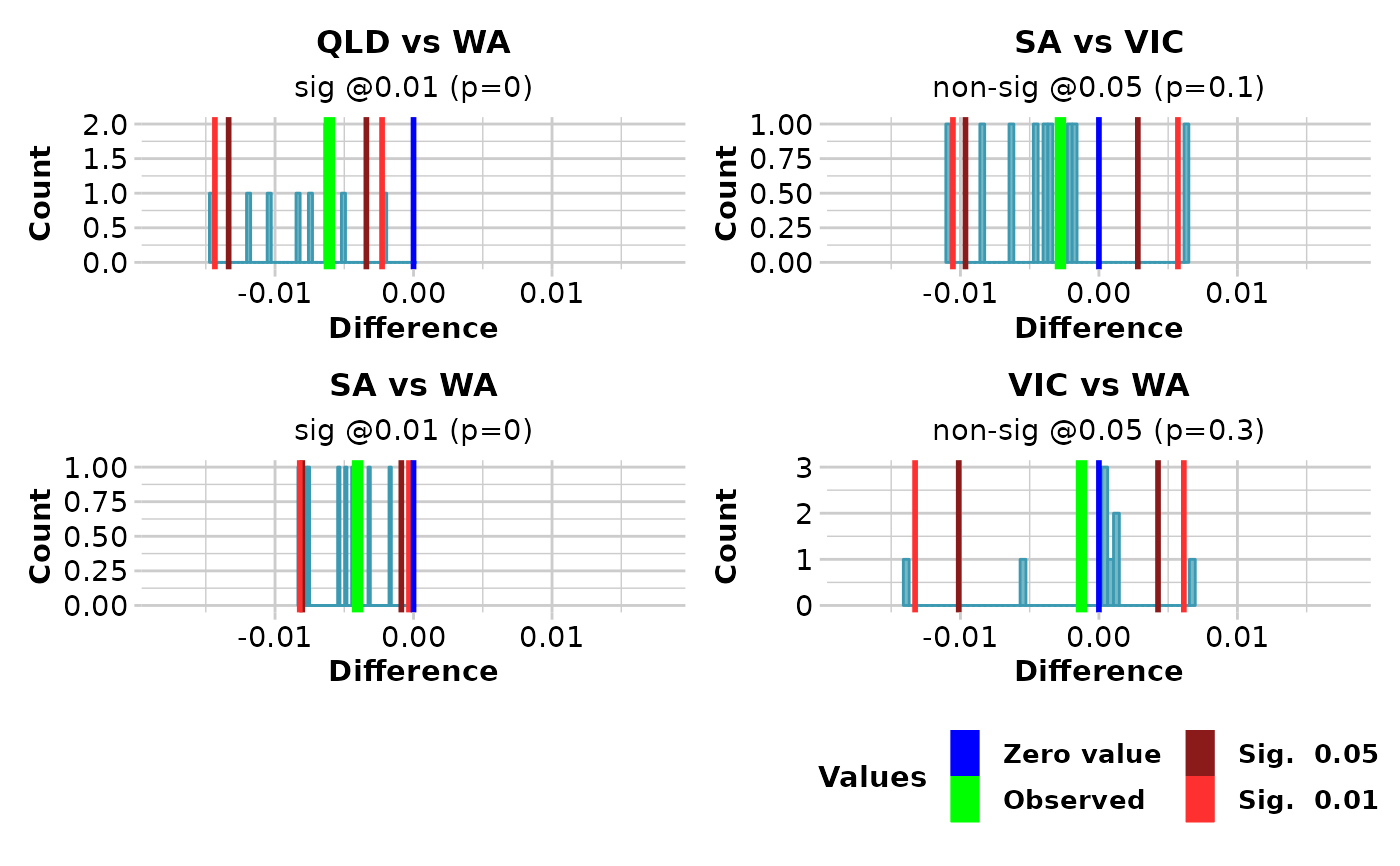 QLD vs WA
sig @0.01 (p=0)
2.0
1.5
1.0
0.5
0.0
Count
-0.01 0.00 0.01
Difference
SA vs VIC
non-sig @0.05 (p=0.1)
1.00
0.75
0.50
0.25
0.00
Count
-0.01 0.00 0.01
Difference
SA vs WA
sig @0.01 (p=0)
1.00
0.75
0.50
0.25
0.00
Count
-0.01 0.00 0.01
Difference
VIC vs WA
non-sig @0.05 (p=0.3)
3
2
1
0
Count
-0.01 0.00 0.01
Difference
Values
Zero value
Observed
Sig. 0.05
Sig. 0.01